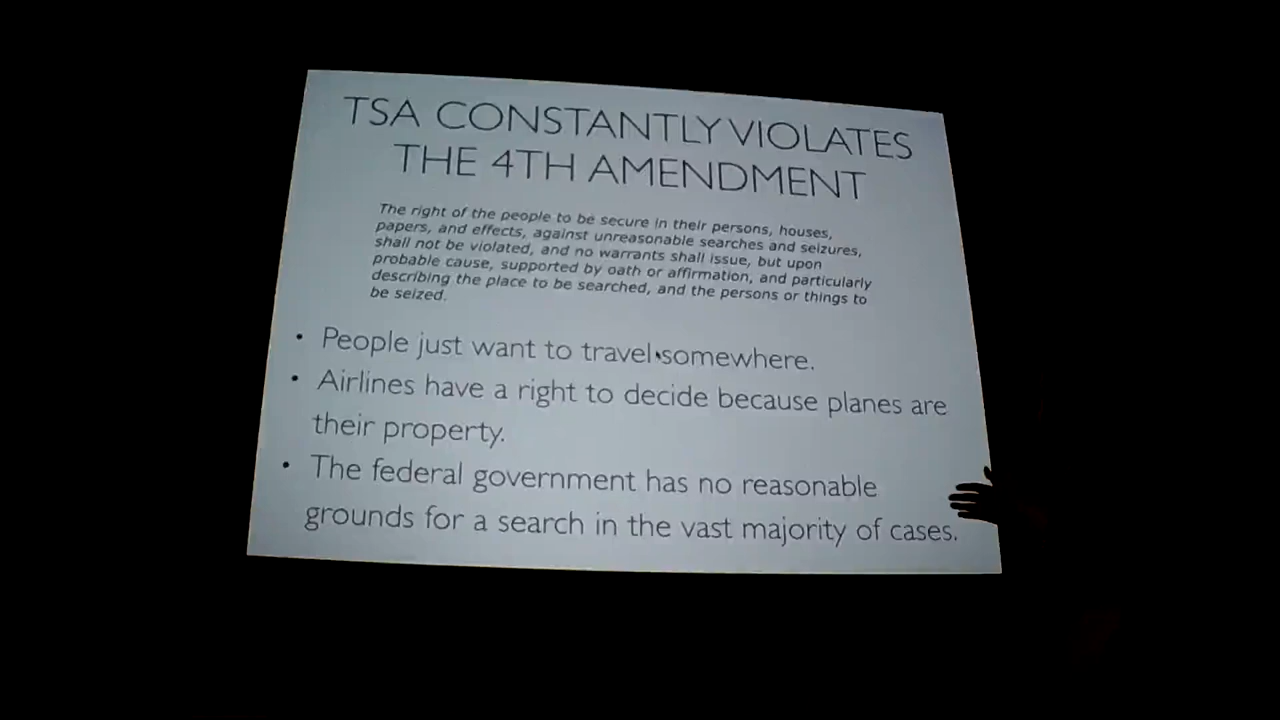 TSA CONSTANTLY VIOLATES
THE 4TH AMENDMENT
The right of the people to be secure in their persons, houses,
papers, and effects, against unreasonable searches and seizures,
shall not be violated, and no warrants shall issue, but upon
probable cause, supported by oath or affirmation, and particularly
describing the place to be searched, and the persons or things to
be seized.
• People just want to travel somewhere.
• Airlines have a right to decide because planes are
their property.
• The federal government has no reasonable
grounds for a search in the vast majority of cases.